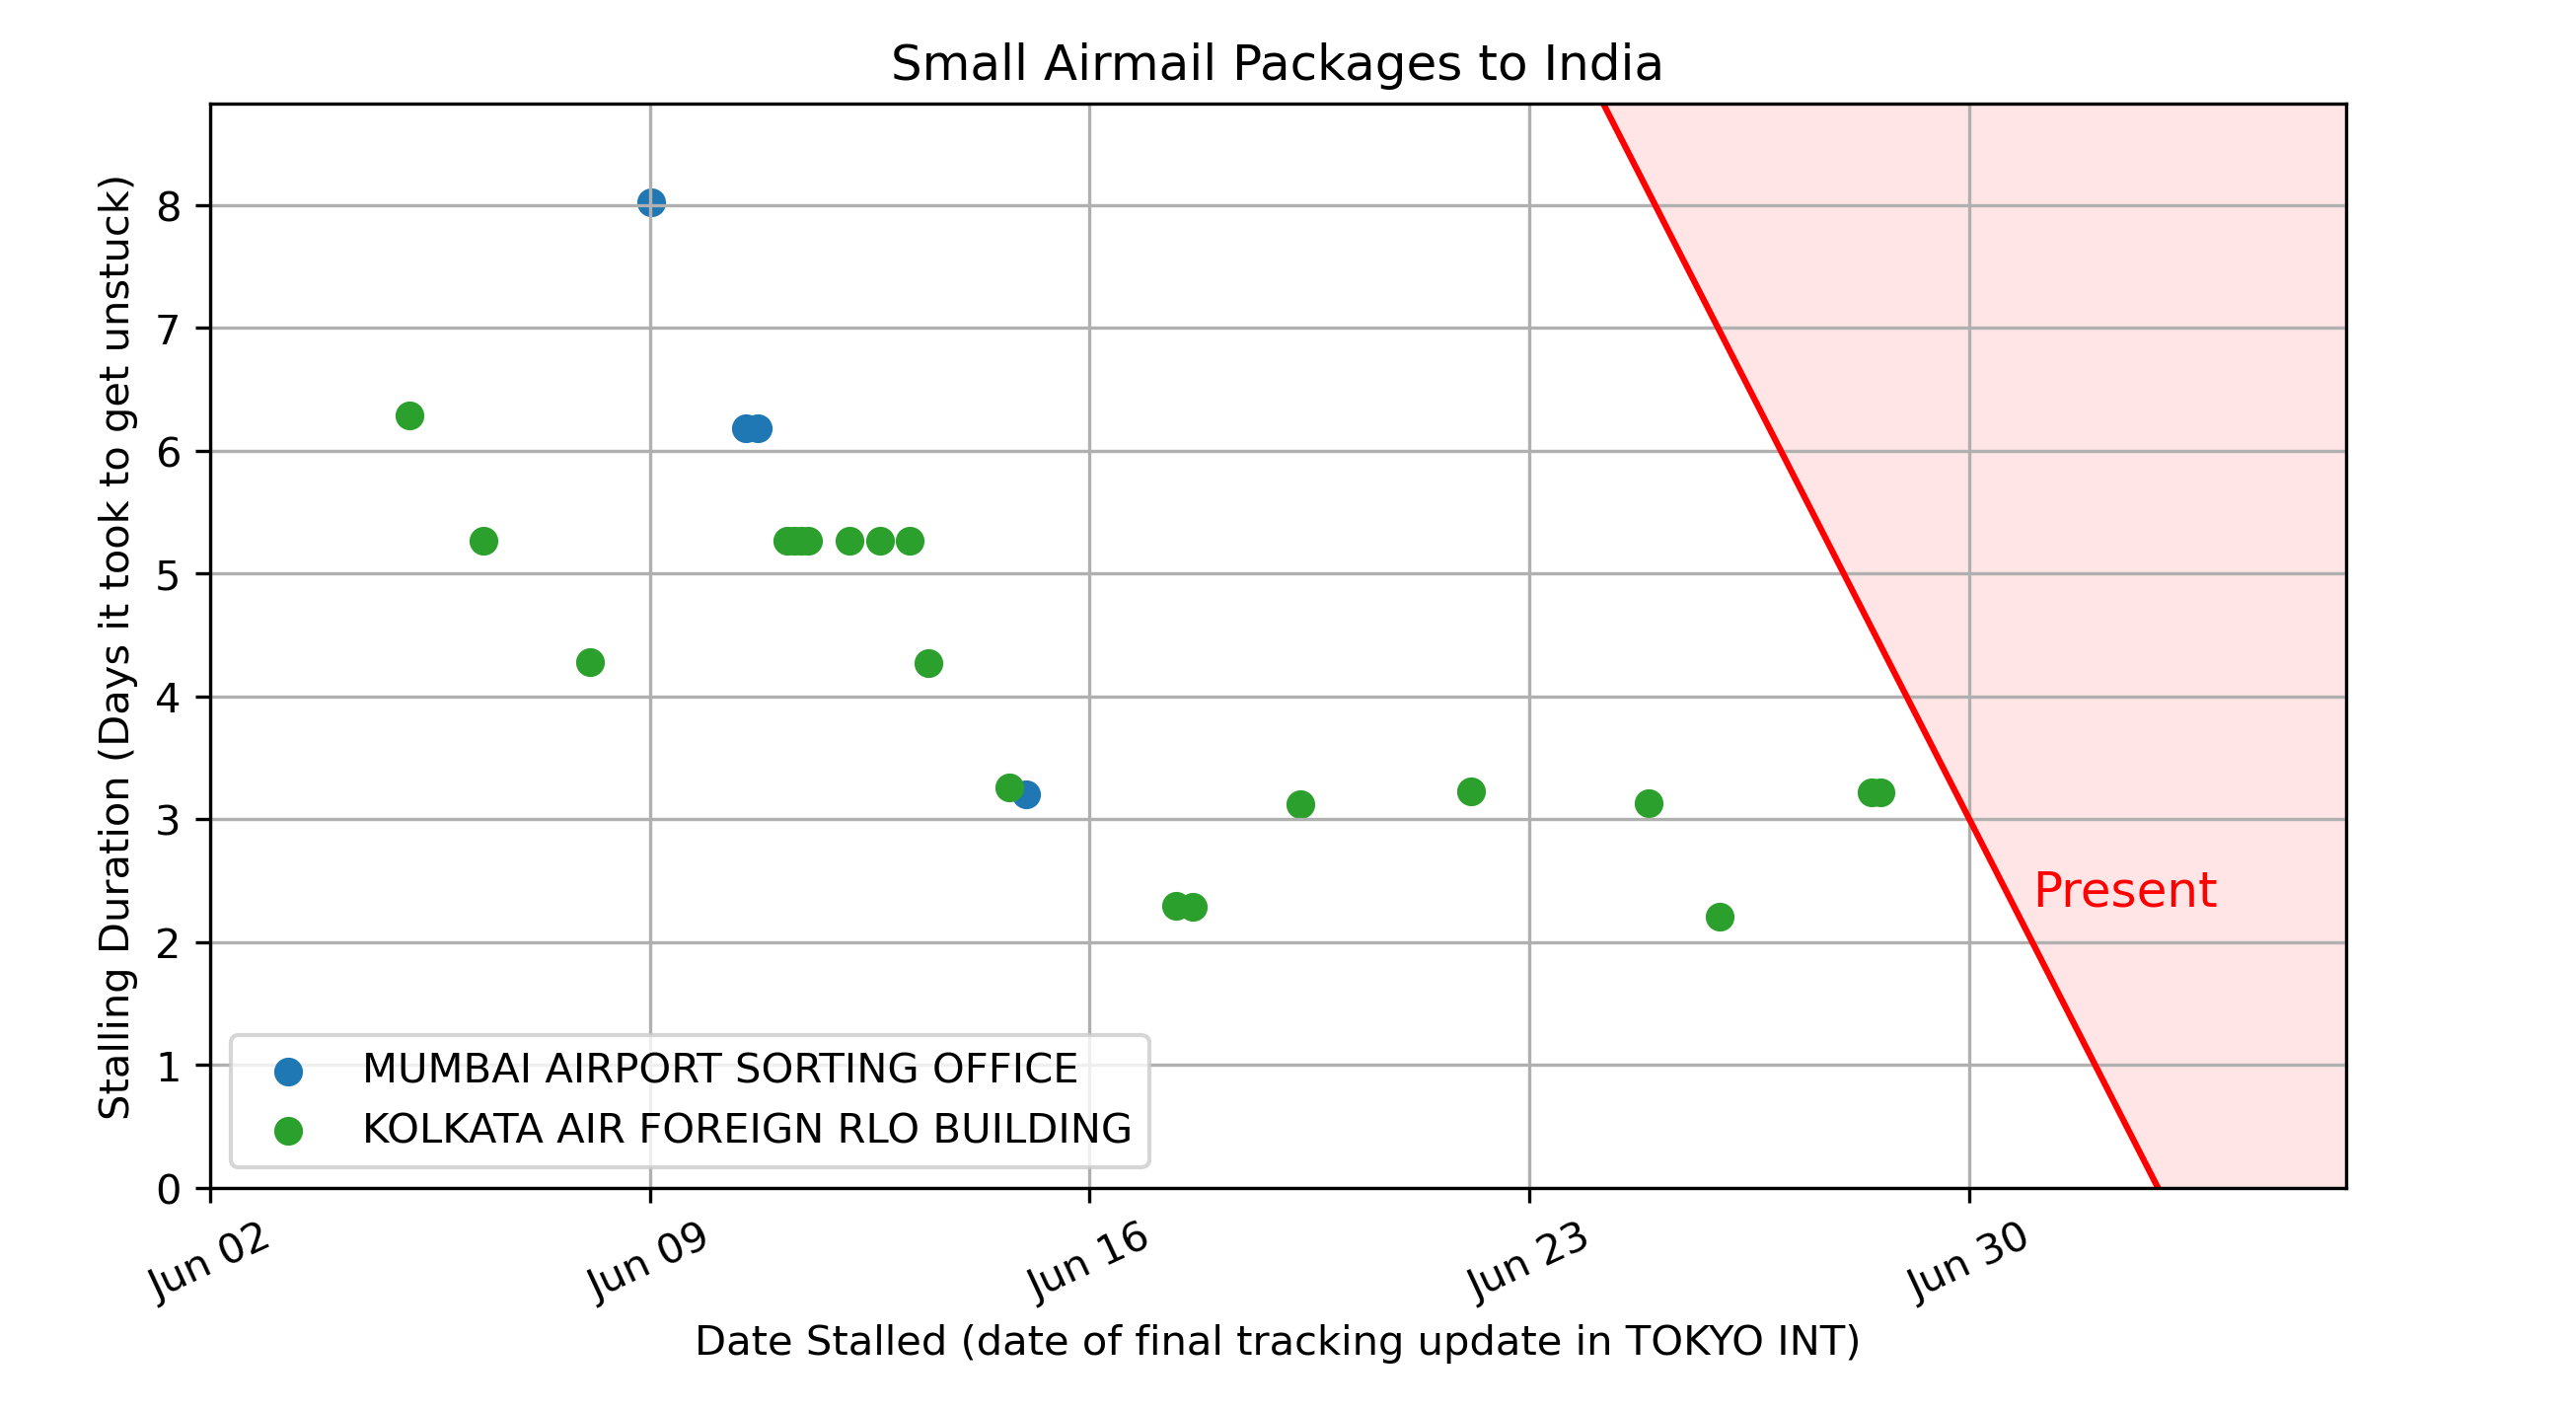 Small Airmail Packages to India
Stalling Duration (Days it took to get unstuck)
8
7
6
5
4
3
2
1
0
Present
MUMBAI AIRPORT SORTING OFFICE
KOLKATA AIR FOREIGN RLO BUILDING
Jun 02
Jun 09
Jun 16
Jun 23
Jun 30
Date Stalled (date of final tracking update in TOKYO INT)